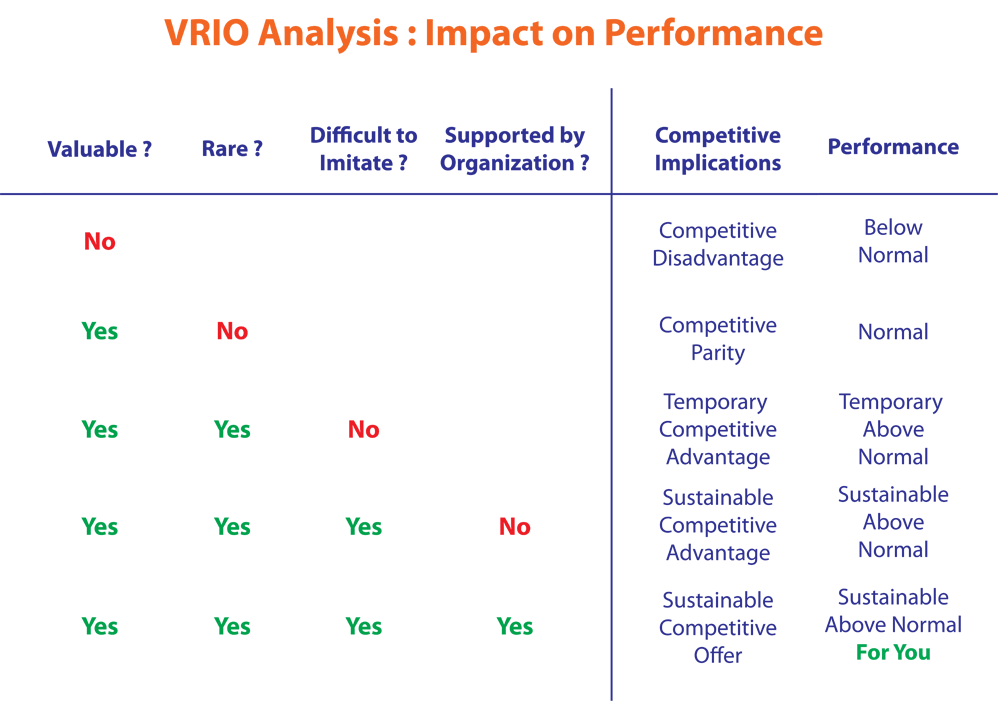 VRIO Analysis : Impact on Performance
Valuable ?
Rare ?
Difficult to
Imitate ?
Supported by
Organization ?
Competitive
Implications
Performance
No
Competitive
Disadvantage
Below
Normal
Yes
No
Competitive
Parity
Normal
Yes
Yes
No
Temporary
Competitive
Advantage
Temporary
Above
Normal
Yes
Yes
Yes
No
Sustainable
Competitive
Advantage
Sustainable
Above
Normal
Yes
Yes
Yes
Yes
Sustainable
Competitive
Offer
Sustainable
Above Normal
For You